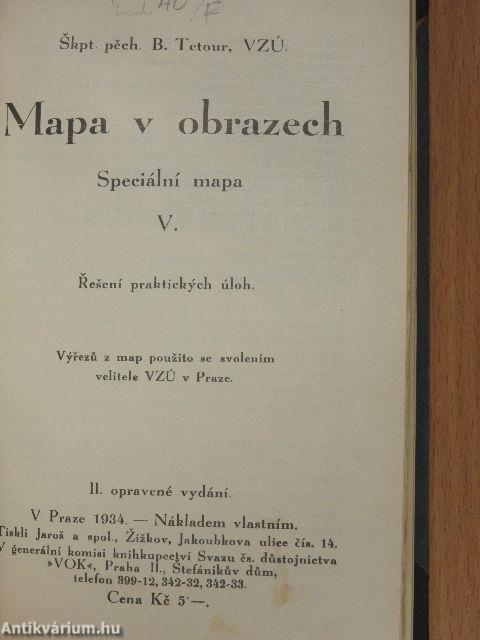 40/F
Škpt. pěch. B. Tetour, VZÚ.
Mapa v obrazech
Speciální mapa
V.
Řešení praktických úloh.
Výřezů z map použito se svolením
velitele VZÚ v Praze.
II. opravené vydání.
V Praze 1934. — Nákladem vlastním.
Tiskli Jaroš a spol., Žižkov, Jakoubkova ulice čís. 14.
V generální komisi knihkupectví Svazu čs. důstojnictva
»VOK«, Praha II., Štefánikův dům,
telefon 399-12, 342-32, 342-33.
Cena Kč 5·—.
Antikvárium.hu